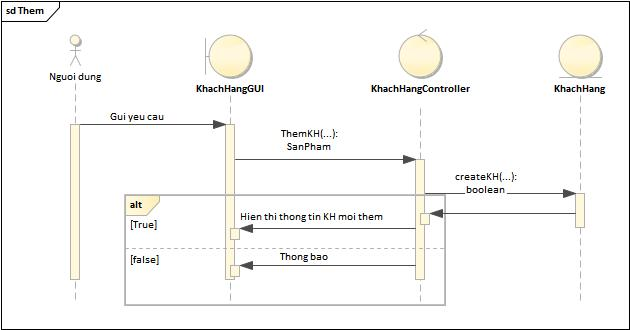 sd Them
Nguoi dung
KhachHangGUI
KhachHangController
KhachHang
Gui yeu cau
ThemKH(...):
SanPham
createKH(...):
boolean
alt
[True]
Hien thi thong tin KH moi them
[false]
Thong bao